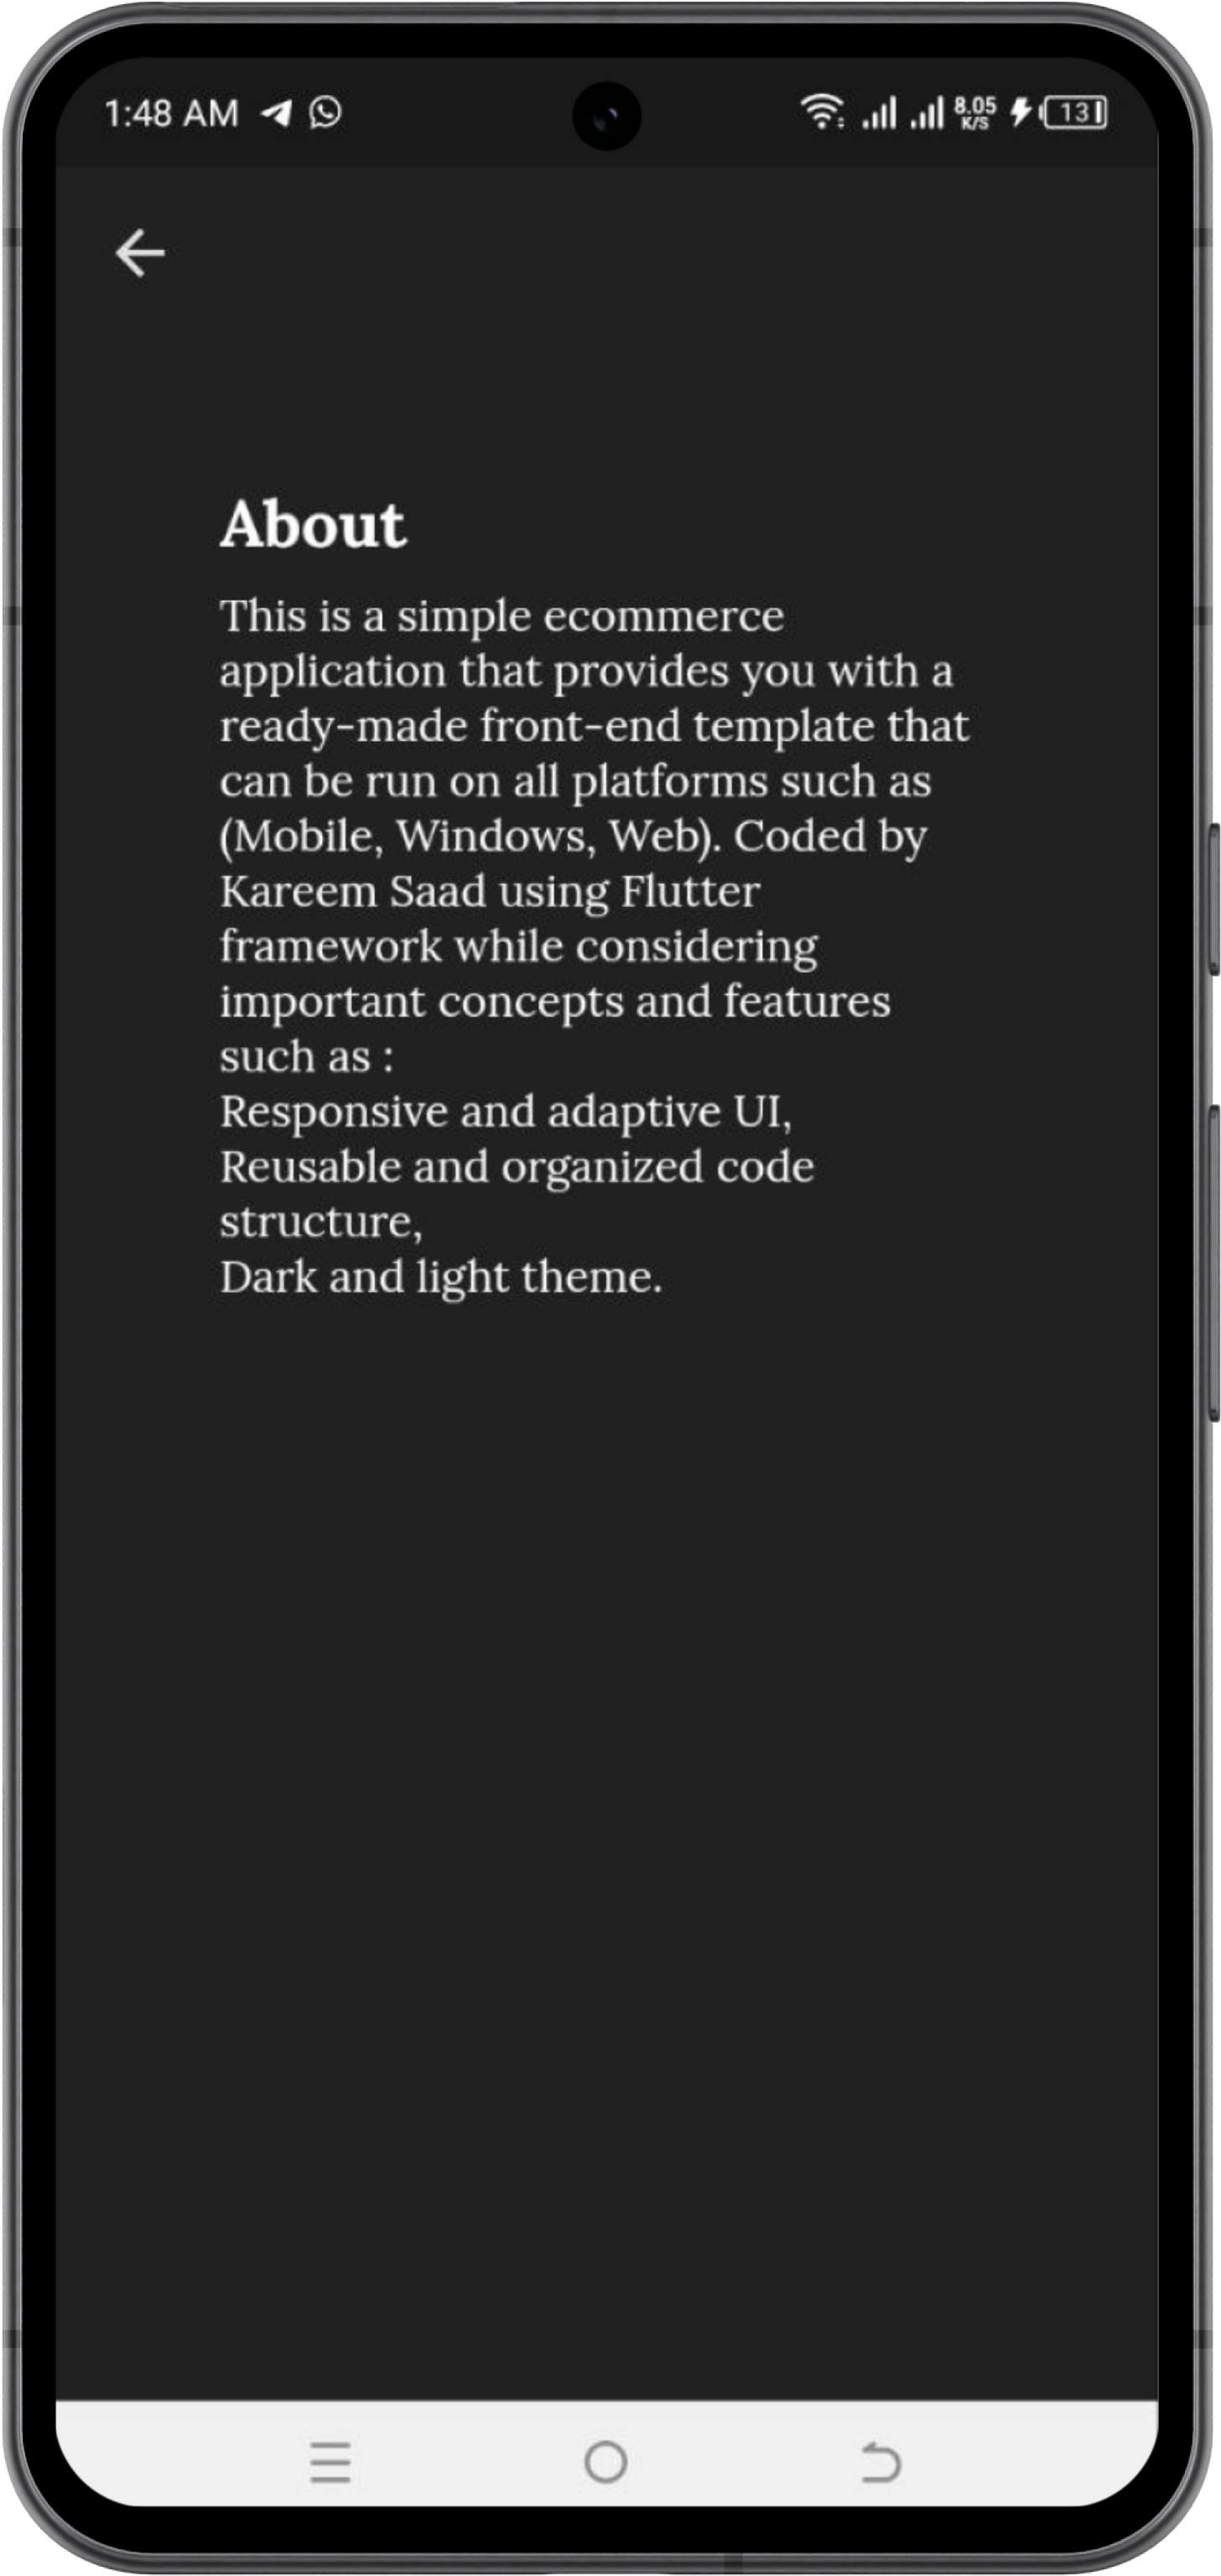 1:48 AM
8.05
K/S
13
About
This is a simple ecommerce
application that provides you with a
ready-made front-end template that
can be run on all platforms such as
(Mobile, Windows, Web). Coded by
Kareem Saad using Flutter
framework while considering
important concepts and features
such as :
Responsive and adaptive UI,
Reusable and organized code
structure,
Dark and light theme.